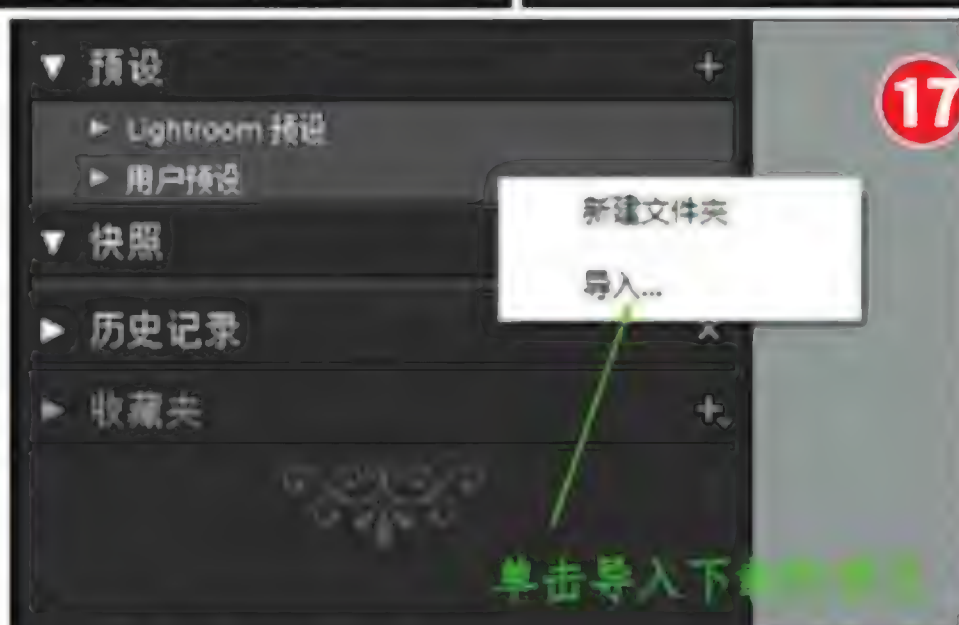 预设
17
Lightroom 预设
用户预设
新建文件夹
快照
导入...
历史记录
收藏夹
单击导入下